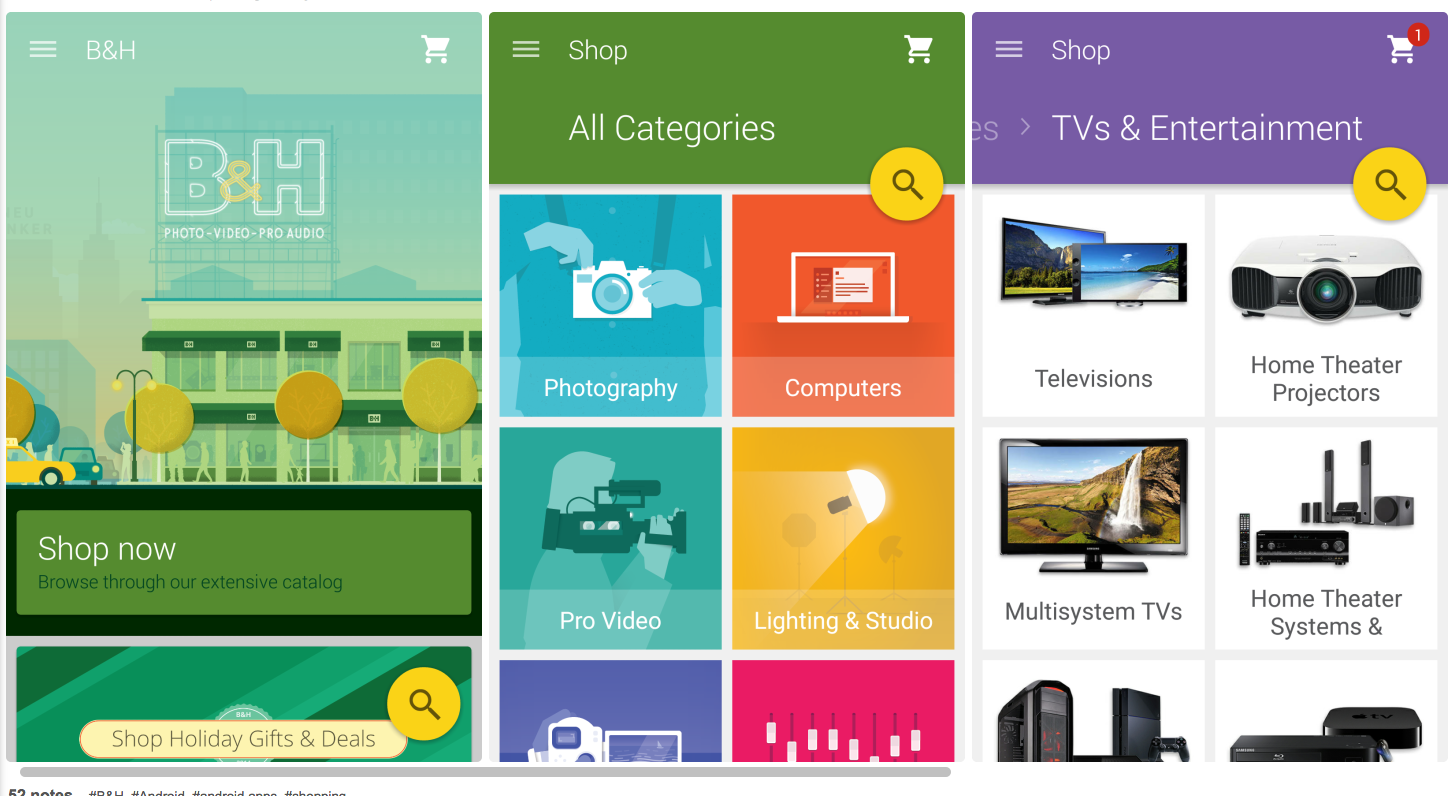 B&H
B&H
PHOTO-VIDEO-PRO AUDIO
B&H
B&H
B&H
B&H
B&H
Shop now
Browse through our extensive catalog
B&H
Shop Holiday Gifts & Deals
Shop
All Categories
Photography
Computers
Pro Video
Lighting & Studio
Shop
1
es > TVs & Entertainment
Televisions
Home Theater
Projectors
Multisystem TVs
Home Theater
Systems &
SAMSUNG
tv
52 notes #B&H #Android #android apps #shopping